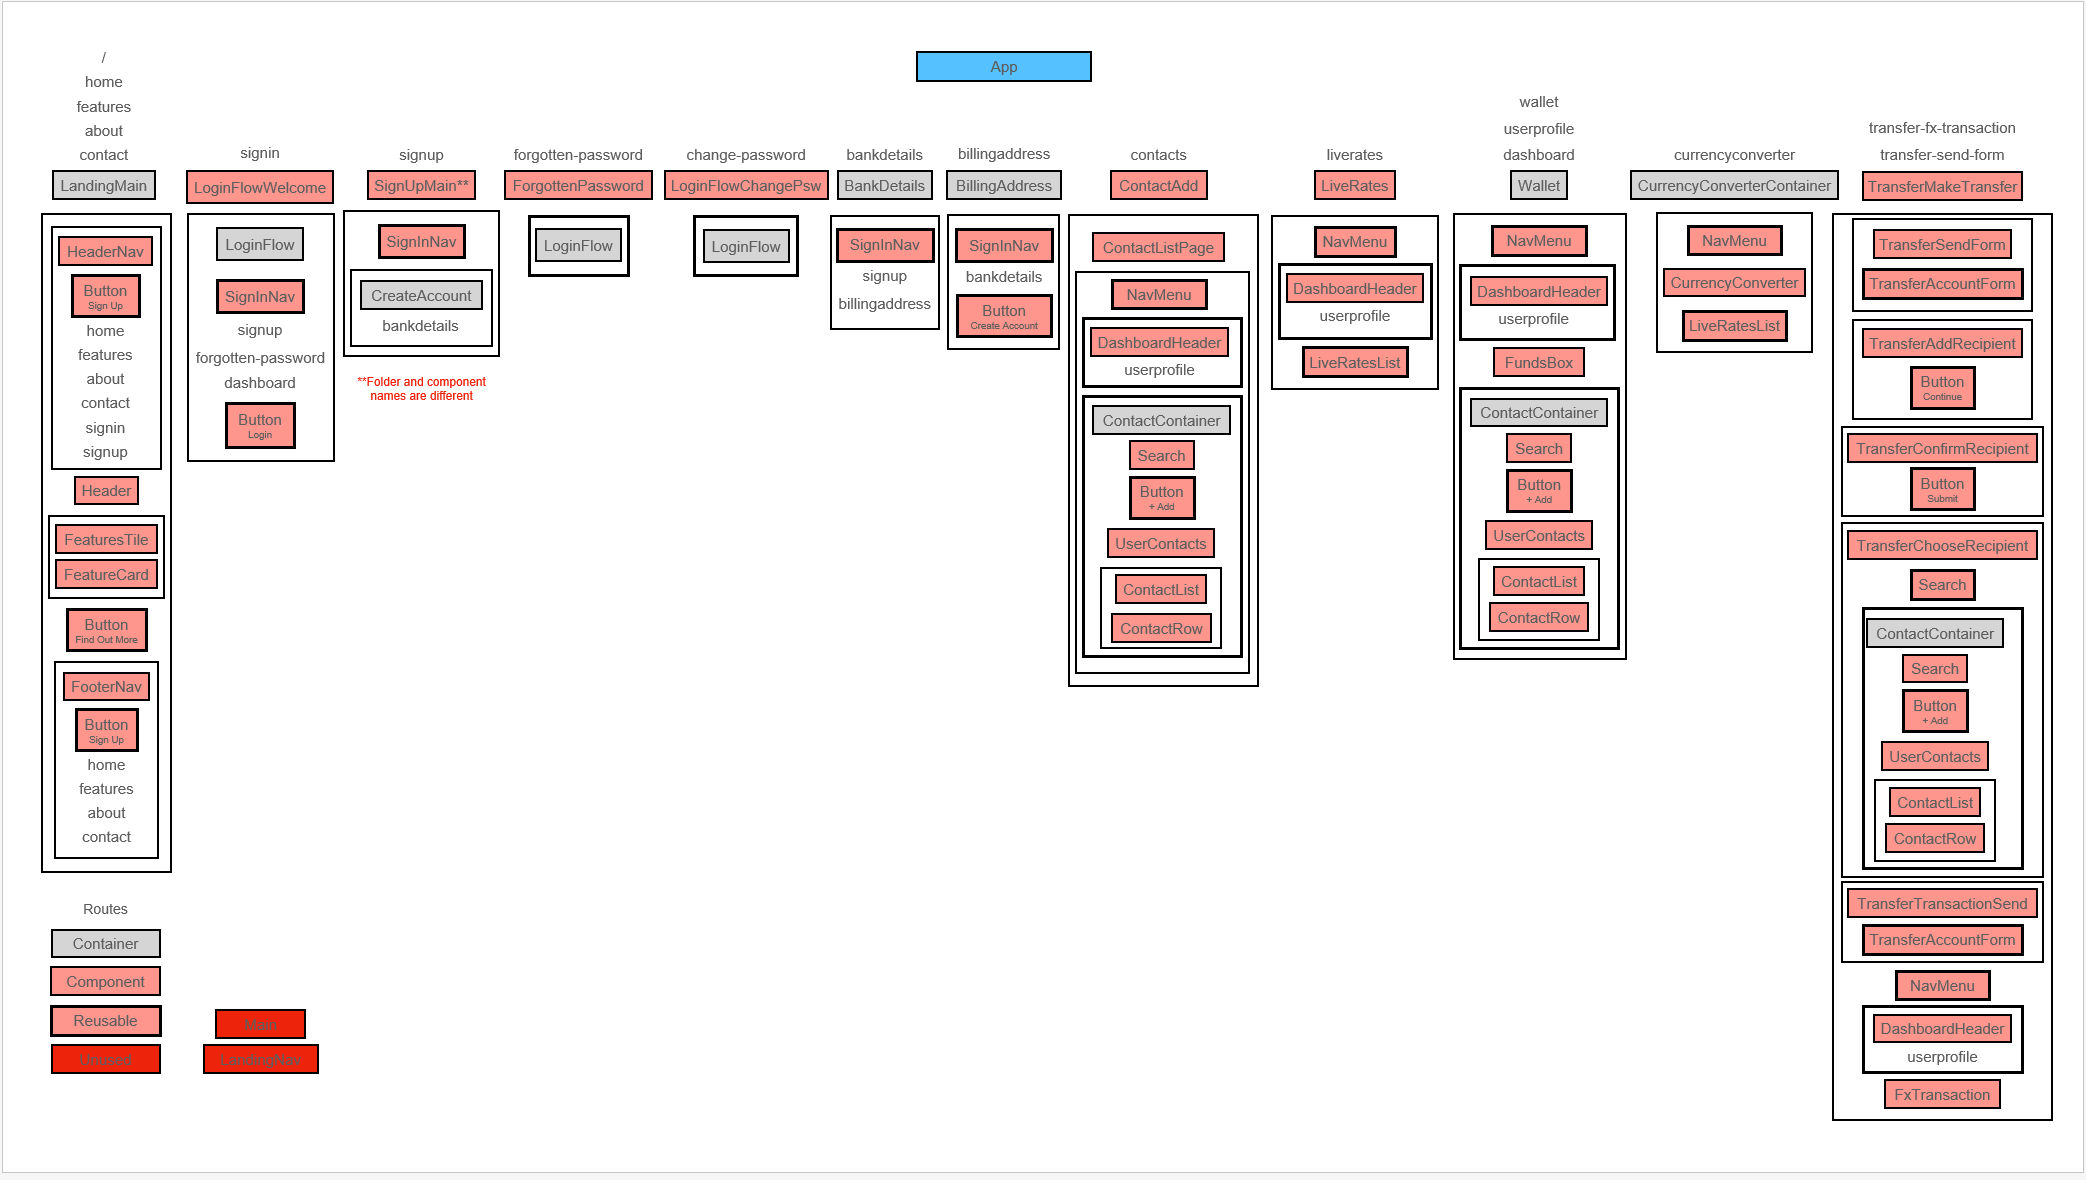 App
/
home
features
about
contact
LandingMain
HeaderNav
Button
Sign Up
home
features
about
contact
signin
signup
Header
FeaturesTile
FeatureCard
Button
Find Out More
FooterNav
Button
Sign Up
home
features
about
contact
signin
LoginFlowWelcome
LoginFlow
SignInNav
signup
forgotten-password
dashboard
Button
Login
signup
SignUpMain**
SignInNav
CreateAccount
bankdetails
**Folder and component
names are different
forgotten-password
ForgottenPassword
LoginFlow
change-password
LoginFlowChangePsw
LoginFlow
bankdetails
BankDetails
SignInNav
signup
billingaddress
billingaddress
BillingAddress
SignInNav
bankdetails
Button
Create Account
contacts
ContactAdd
ContactListPage
NavMenu
DashboardHeader
userprofile
ContactContainer
Search
Button
+ Add
UserContacts
ContactList
ContactRow
liverates
LiveRates
NavMenu
DashboardHeader
userprofile
LiveRatesList
wallet
userprofile
dashboard
Wallet
NavMenu
DashboardHeader
userprofile
FundsBox
ContactContainer
Search
Button
+ Add
UserContacts
ContactList
ContactRow
currencyconverter
CurrencyConverterContainer
NavMenu
CurrencyConverter
LiveRatesList
transfer-fx-transaction
transfer-send-form
TransferMakeTransfer
TransferSendForm
TransferAccountForm
TransferAddRecipient
Button
Continue
TransferConfirmRecipient
Button
Submit
TransferChooseRecipient
Search
ContactContainer
Search
Button
+ Add
UserContacts
ContactList
ContactRow
TransferTransactionSend
TransferAccountForm
NavMenu
DashboardHeader
userprofile
FxTransaction
Routes
Container
Component
Reusable
Unused
Main
LandingNav